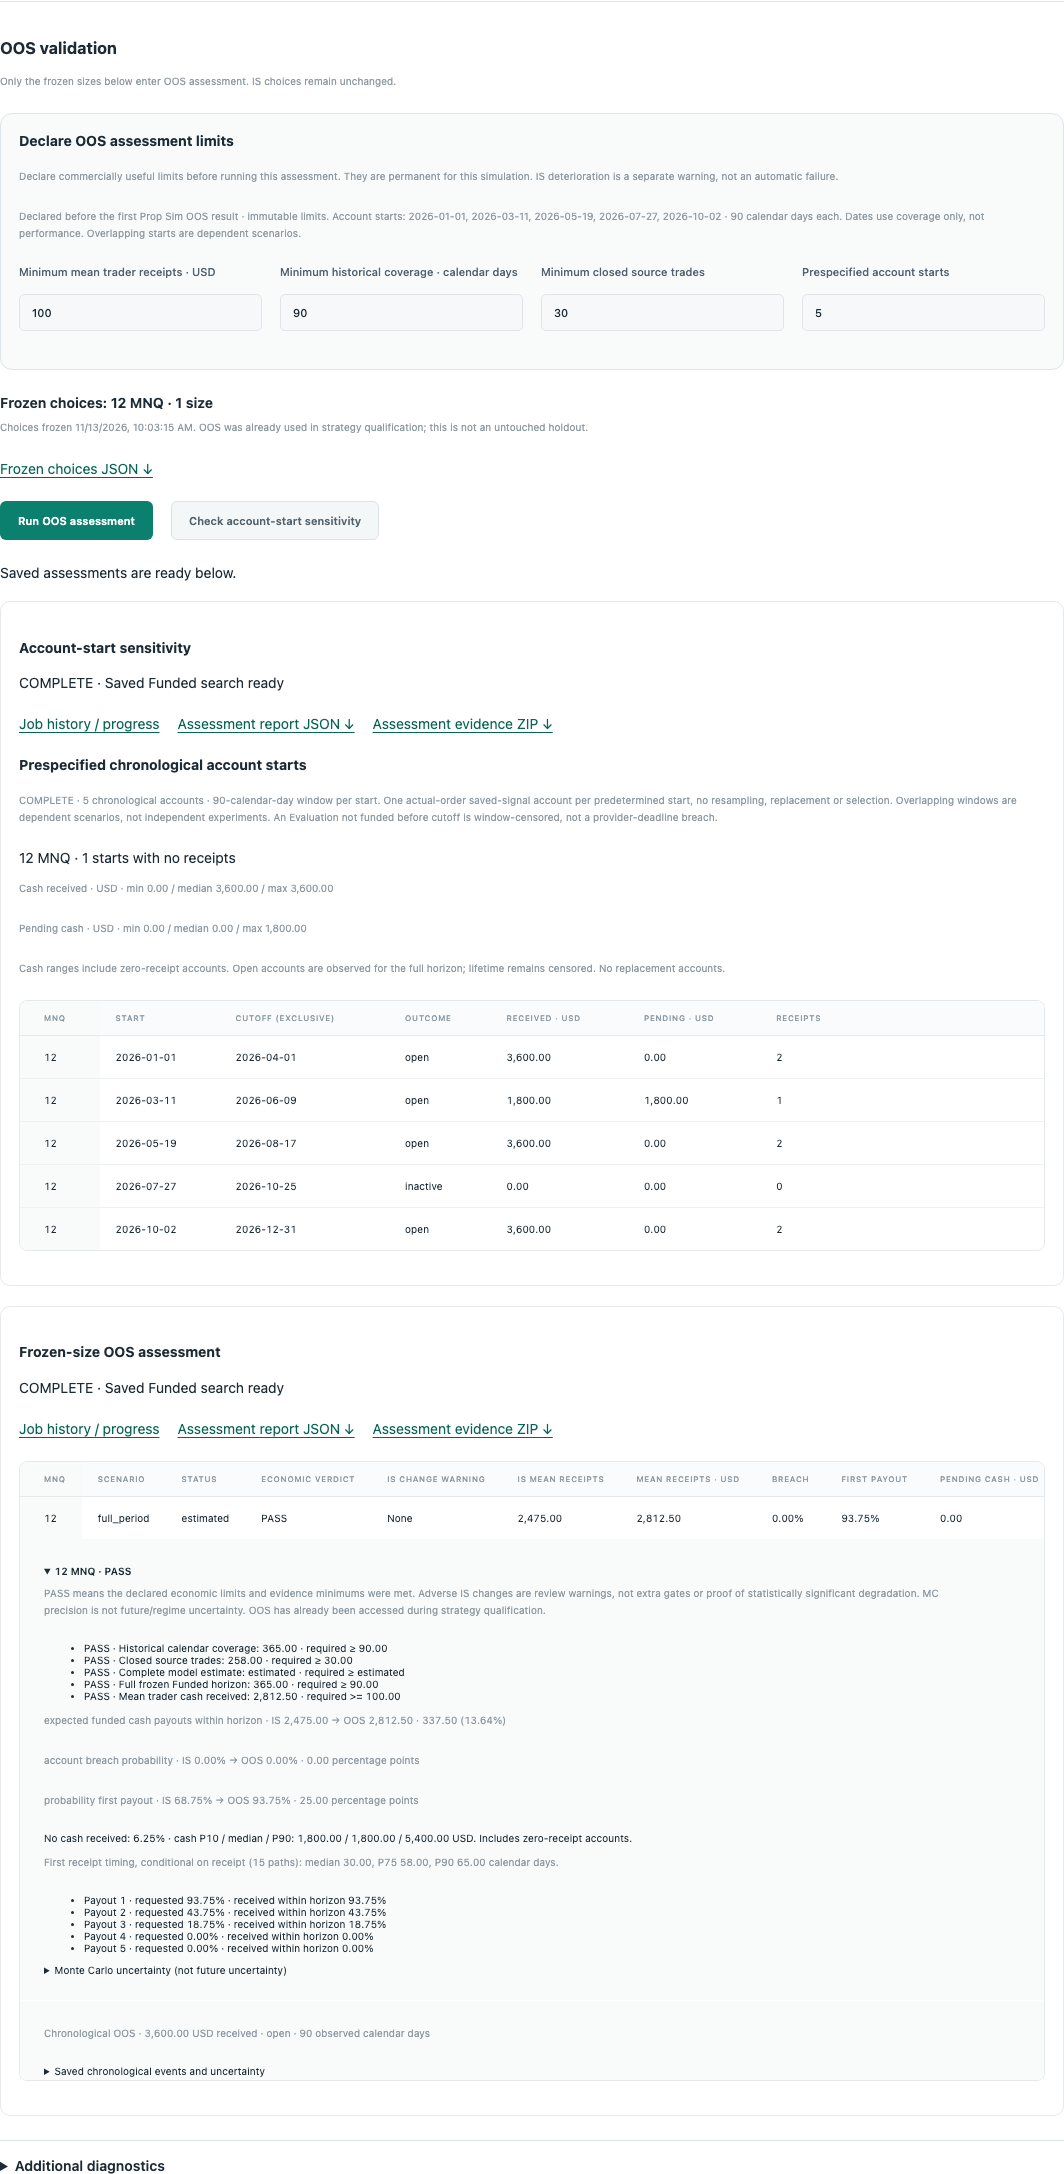 OOS validation
Only the frozen sizes below enter OOS assessment. IS choices remain unchanged.
Declare OOS assessment limits
Declare commercially useful limits before running this assessment. They are permanent for this simulation. IS deterioration is a separate warning, not an automatic failure.
Declared before the first Prop Sim OOS result · immutable limits. Account starts: 2026-01-01, 2026-03-11, 2026-05-19, 2026-07-27, 2026-10-02 · 90 calendar days each. Dates use coverage only, not
performance. Overlapping starts are dependent scenarios.
Minimum mean trader receipts · USD Minimum historical coverage · calendar days Minimum closed source trades Prespecified account starts
100 90 30 5
Frozen choices: 12 MNQ · 1 size
Choices frozen 11/13/2026, 10:03:15 AM. OOS was already used in strategy qualification; this is not an untouched holdout.
Frozen choices JSON ↓
Run OOS assessment Check account-start sensitivity
Saved assessments are ready below.
Account-start sensitivity
COMPLETE · Saved Funded search ready
Job history / progress Assessment report JSON ↓ Assessment evidence ZIP ↓
Prespecified chronological account starts
COMPLETE · 5 chronological accounts · 90-calendar-day window per start. One actual-order saved-signal account per predetermined start, no resampling, replacement or selection. Overlapping windows are
dependent scenarios, not independent experiments. An Evaluation not funded before cutoff is window-censored, not a provider-deadline breach.
12 MNQ · 1 starts with no receipts
Cash received · USD · min 0.00 / median 3,600.00 / max 3,600.00
Pending cash · USD · min 0.00 / median 0.00 / max 1,800.00
Cash ranges include zero-receipt accounts. Open accounts are observed for the full horizon; lifetime remains censored. No replacement accounts.
MNQ START CUTOFF (EXCLUSIVE) OUTCOME RECEIVED · USD PENDING · USD RECEIPTS
12 2026-01-01 2026-04-01 open 3,600.00 0.00 2
12 2026-03-11 2026-06-09 open 1,800.00 1,800.00 1
12 2026-05-19 2026-08-17 open 3,600.00 0.00 2
12 2026-07-27 2026-10-25 inactive 0.00 0.00 0
12 2026-10-02 2026-12-31 open 3,600.00 0.00 2
Frozen-size OOS assessment
COMPLETE · Saved Funded search ready
Job history / progress Assessment report JSON ↓ Assessment evidence ZIP ↓
MNQ SCENARIO STATUS ECONOMIC VERDICT IS CHANGE WARNING IS MEAN RECEIPTS MEAN RECEIPTS · USD BREACH FIRST PAYOUT PENDING CASH · USD
12 full_period estimated PASS None 2,475.00 2,812.50 0.00% 93.75% 0.00
▼ 12 MNQ · PASS
PASS means the declared economic limits and evidence minimums were met. Adverse IS changes are review warnings, not extra gates or proof of statistically significant degradation. MC
precision is not future/regime uncertainty. OOS has already been accessed during strategy qualification.
• PASS · Historical calendar coverage: 365.00 · required ≥ 90.00
• PASS · Closed source trades: 258.00 · required ≥ 30.00
• PASS · Complete model estimate: estimated · required ≥ estimated
• PASS · Full frozen Funded horizon: 365.00 · required ≥ 90.00
• PASS · Mean trader cash received: 2,812.50 · required >= 100.00
expected funded cash payouts within horizon · IS 2,475.00 → OOS 2,812.50 · 337.50 (13.64%)
account breach probability · IS 0.00% → OOS 0.00% · 0.00 percentage points
probability first payout · IS 68.75% → OOS 93.75% · 25.00 percentage points
No cash received: 6.25% · cash P10 / median / P90: 1,800.00 / 1,800.00 / 5,400.00 USD. Includes zero-receipt accounts.
First receipt timing, conditional on receipt (15 paths): median 30.00, P75 58.00, P90 65.00 calendar days.
• Payout 1 · requested 93.75% · received within horizon 93.75%
• Payout 2 · requested 43.75% · received within horizon 43.75%
• Payout 3 · requested 18.75% · received within horizon 18.75%
• Payout 4 · requested 0.00% · received within horizon 0.00%
• Payout 5 · requested 0.00% · received within horizon 0.00%
▶ Monte Carlo uncertainty (not future uncertainty)
Chronological OOS · 3,600.00 USD received · open · 90 observed calendar days
▶ Saved chronological events and uncertainty
▶ Additional diagnostics